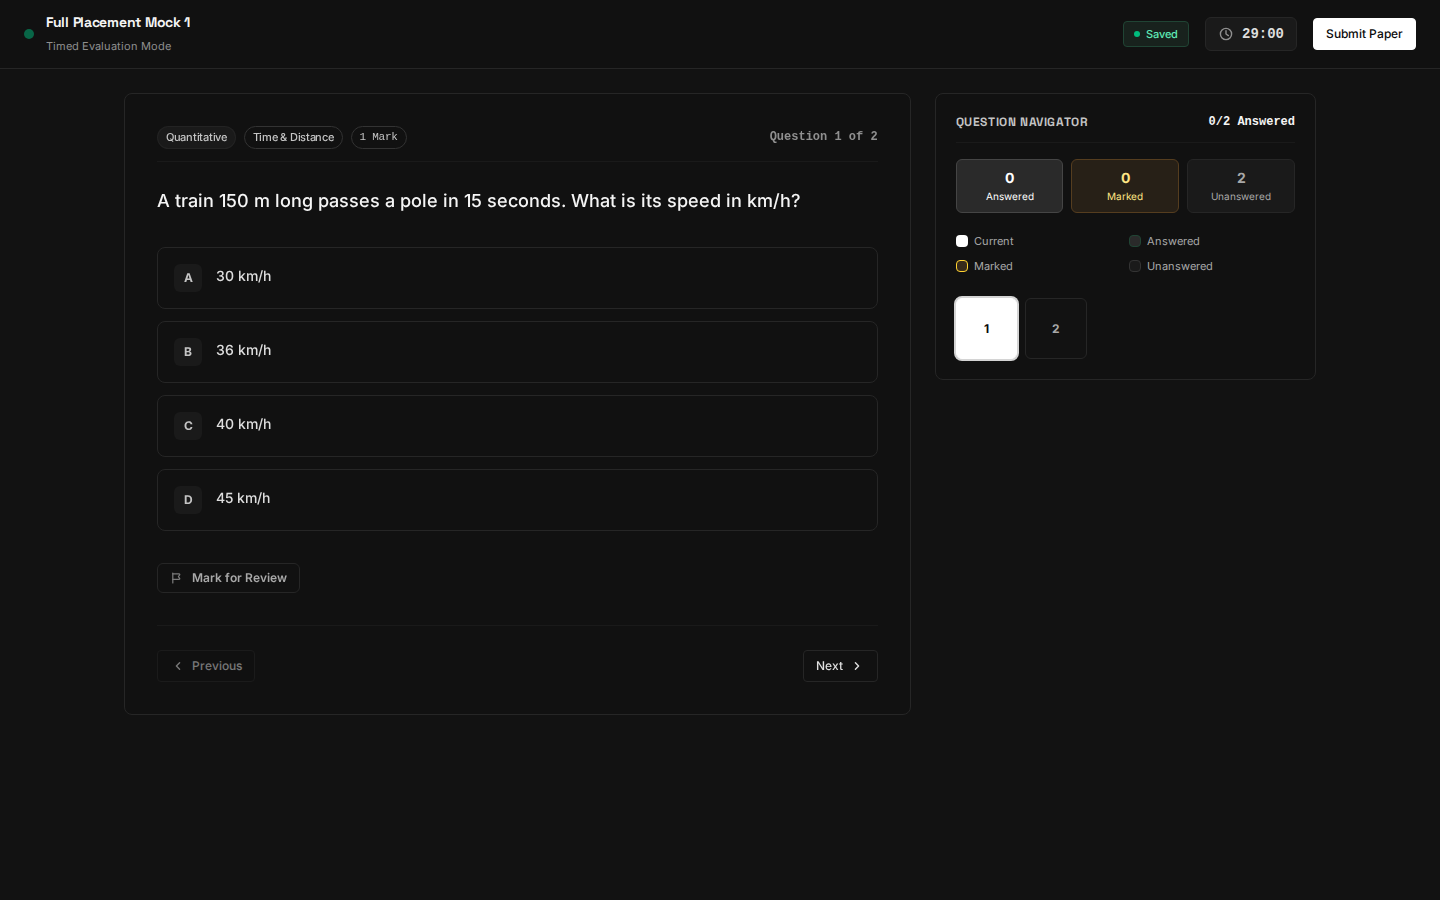 Full Placement Mock 1
Timed Evaluation Mode
Saved
29:00
Submit Paper
Quantitative
Time & Distance
1 Mark
Question 1 of 2
A train 150 m long passes a pole in 15 seconds. What is its speed in km/h?
A
30 km/h
B
36 km/h
C
40 km/h
D
45 km/h
Mark for Review
Previous
Next
QUESTION NAVIGATOR
0/2 Answered
0
Answered
0
Marked
2
Unanswered
Current
Answered
Marked
Unanswered
1
2